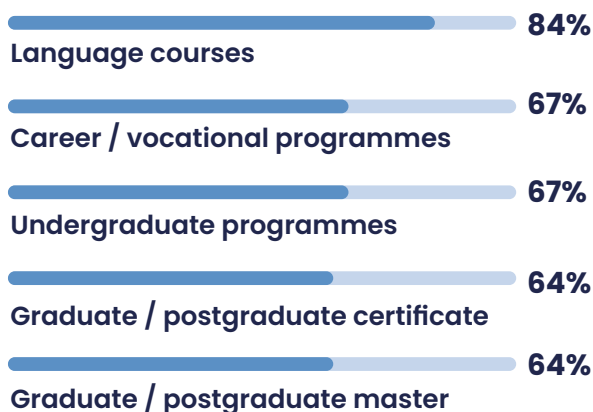 84%
Language courses
67%
Career / vocational programmes
67%
Undergraduate programmes
64%
Graduate / postgraduate certificate
64%
Graduate / postgraduate master